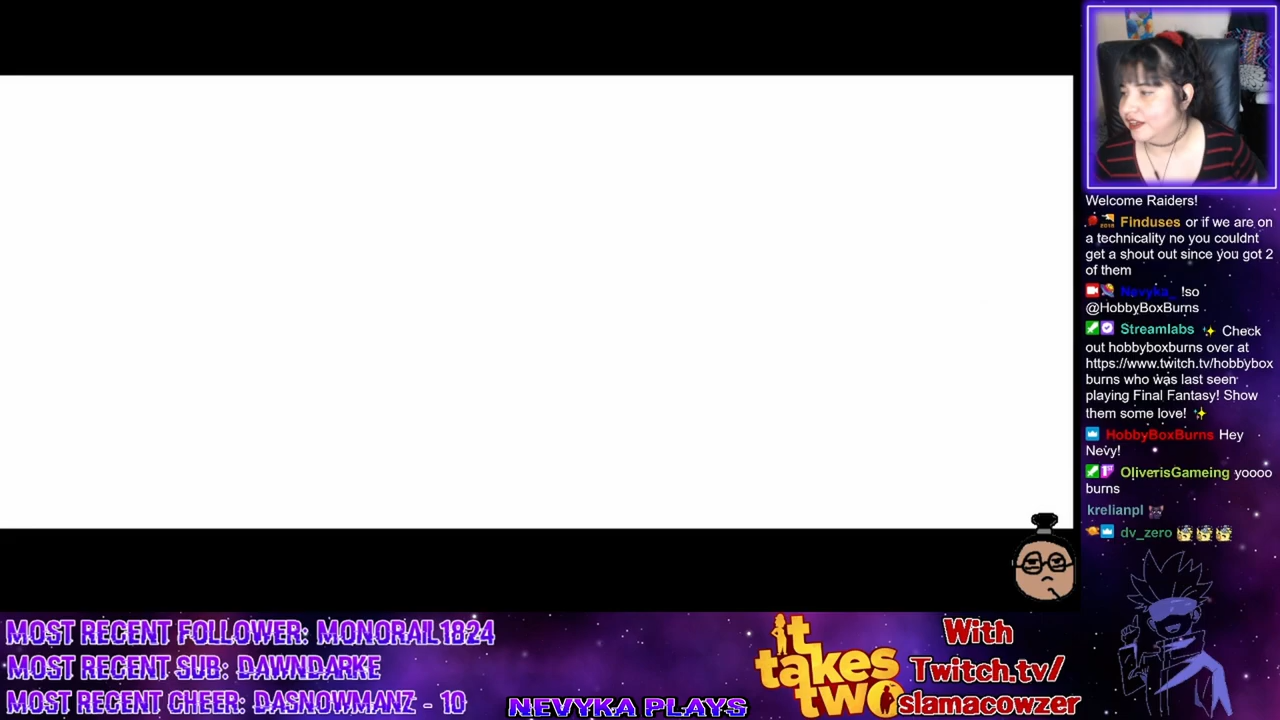 Welcome Raiders!
Finduses or if we are on
a technicality no you couldnt
get a shout out since you got 2
of them
Nevyka_ !so
@HobbyBoxBurns
Streamlabs ✨ Check
out hobbyboxburns over at
https://www.twitch.tv/hobbybox
burns who was last seen
playing Final Fantasy! Show
them some love! ✨
HobbyBoxBurns Hey
Nevy!
OliverisGameing yoooo
burns
krelianpl
dv_zero
MOST RECENT FOLLOWER: MONORAIL1824
MOST RECENT SUB: DAWNDARKE
MOST RECENT CHEER: DASNOWMANZ - 10
NEVYKA PLAYS
it
takes
two
With
Twitch.tv/
slamacowzer